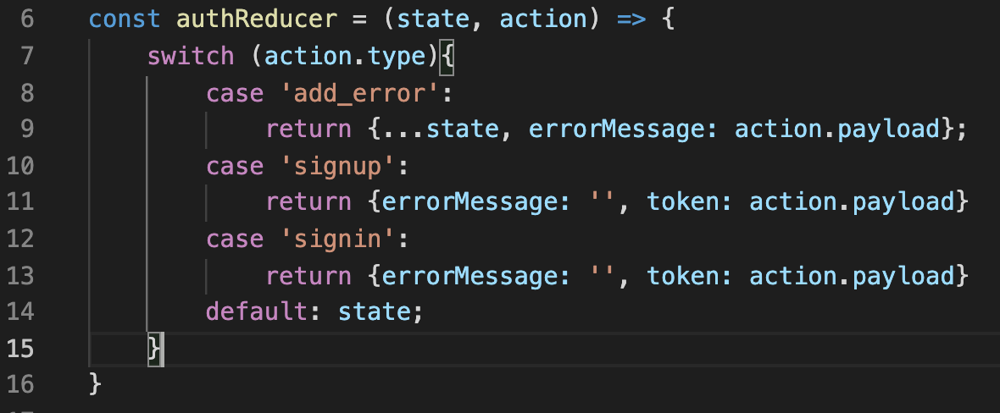 6 const authReducer = (state, action) => {
7 switch (action.type){
8 case 'add_error':
9 return {...state, errorMessage: action.payload};
10 case 'signup':
11 return {errorMessage: '', token: action.payload}
12 case 'signin':
13 return {errorMessage: '', token: action.payload}
14 default: state;
15 }
16 }